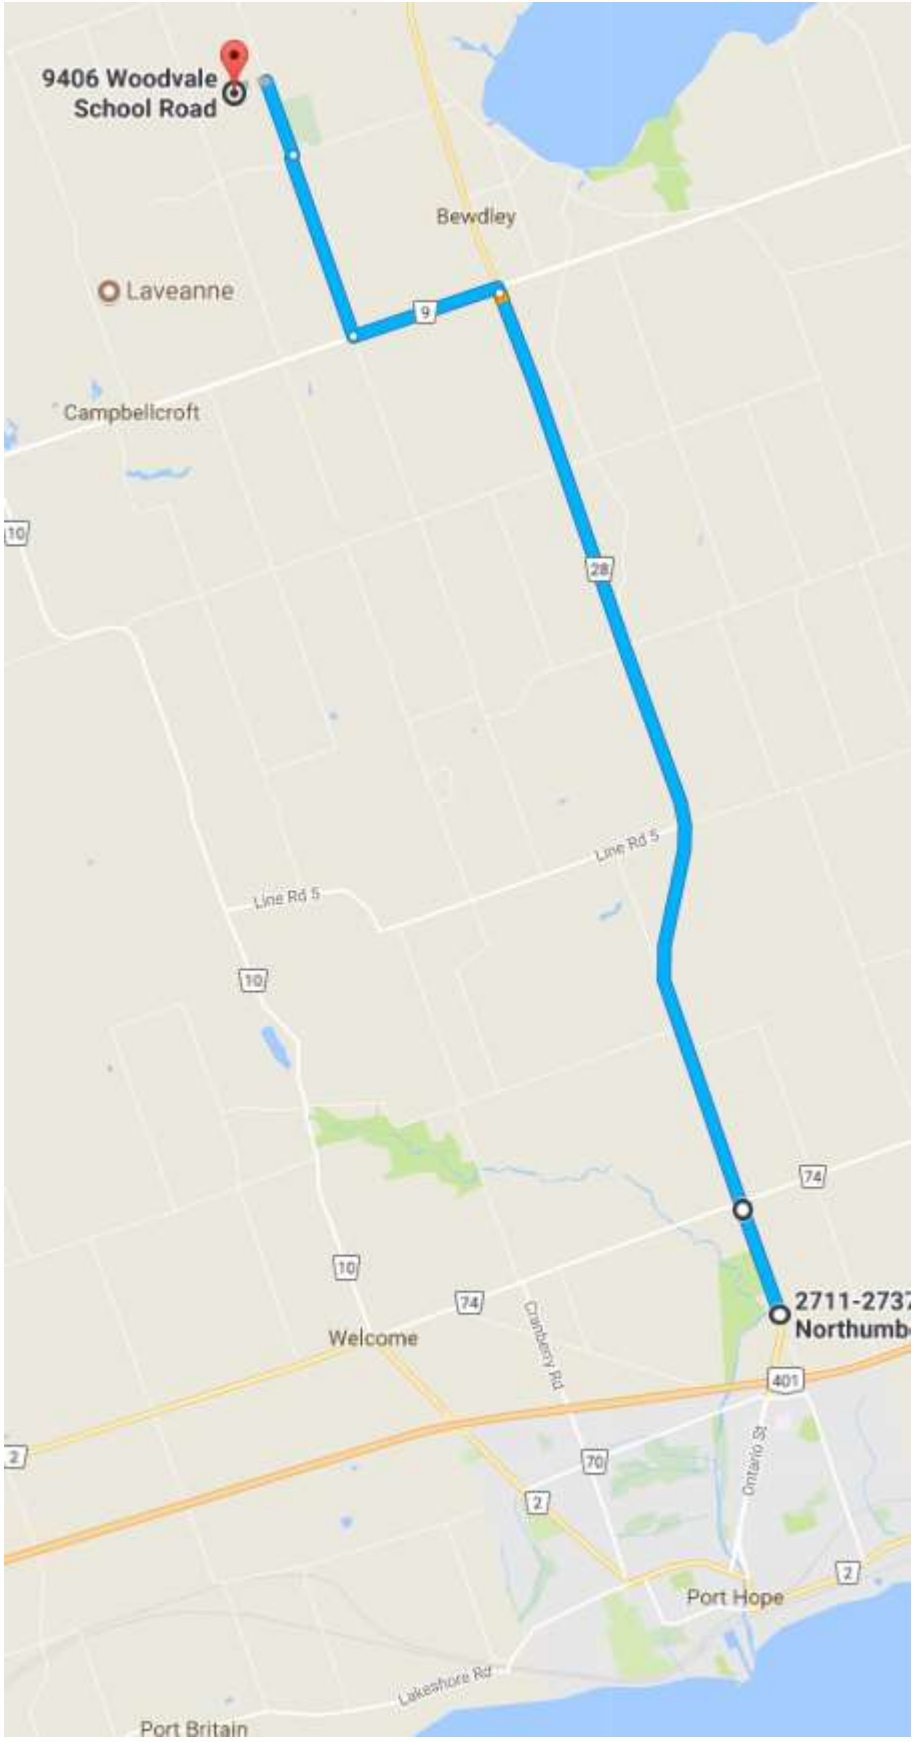 9406 Woodvale
School Road
Bewdley
Laveanne
9
Campbellcroft
10
28
Line Rd 5
Line Rd 5
10
74
10
74
2711-2737
Northumb
Welcome
Cranberry Rd
401
2
70
Ontario St
2
2
Port Hope
Lakeshore Rd
Port Britain